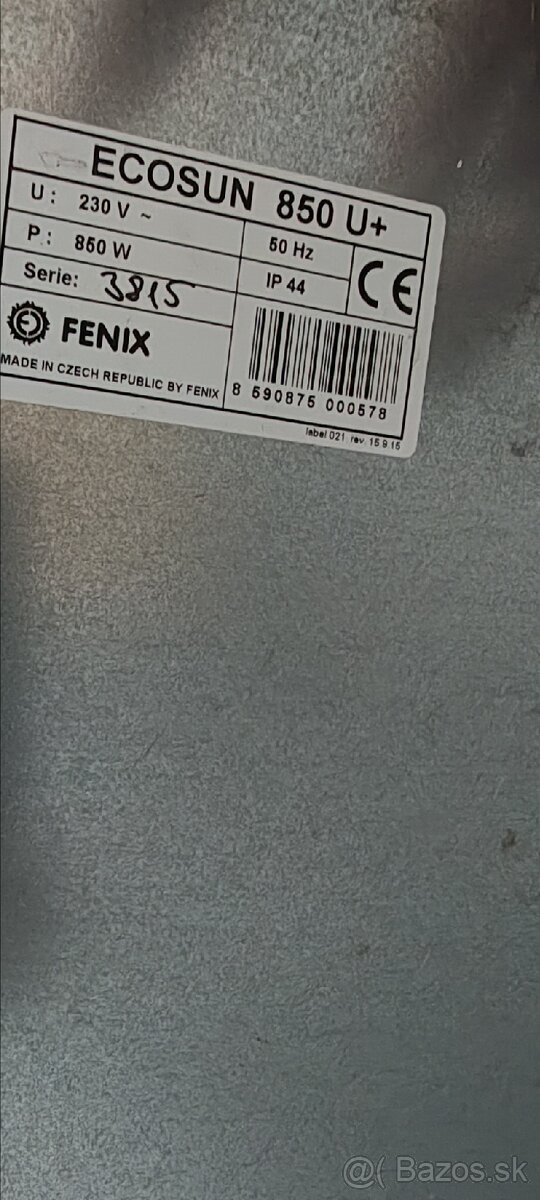 ECOSUN 850 U+
U: 230 V ~
50 Hz
P: 850 W
IP 44
CE
Serie: 3815
FENIX
MADE IN CZECH REPUBLIC BY FENIX
8 590875 000578
label 021 rev. 15.9.15
@( Bazos.sk